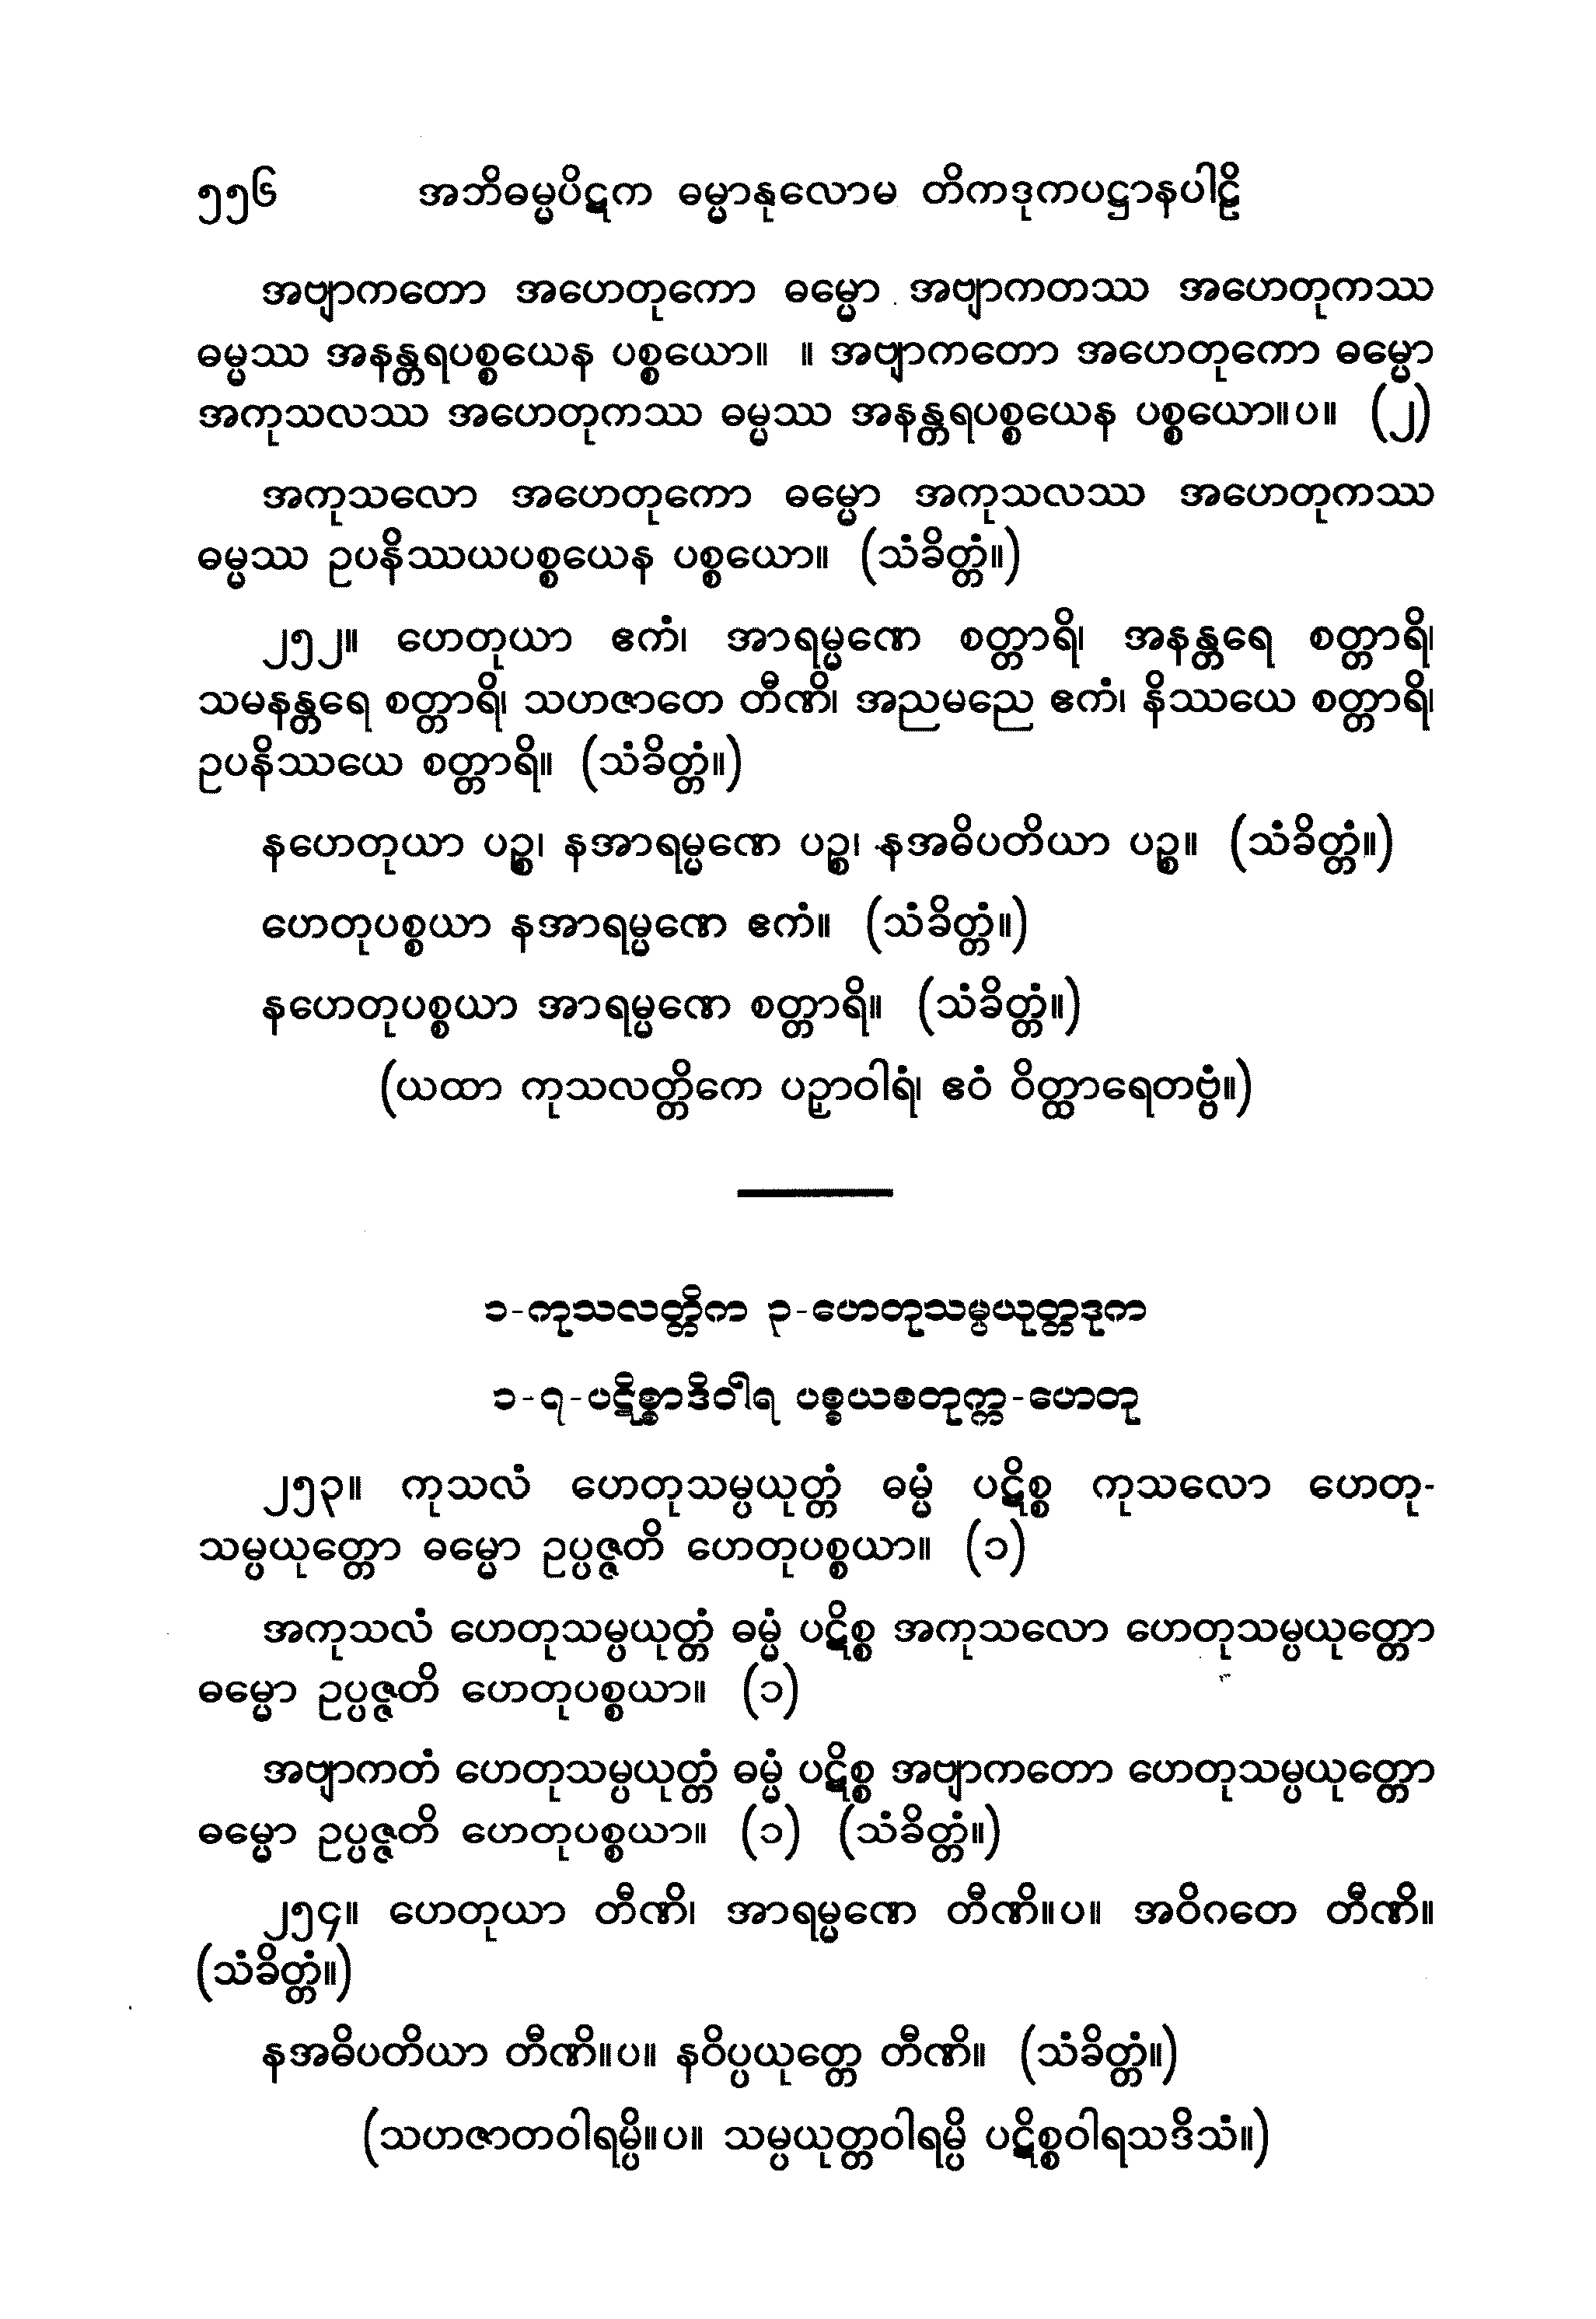 ၅၅၆ အဘိဓမ္မပိဋက ဓမ္မာနုလောမ တိကဒုကပဋ္ဌာနပါဠိ
အဗျာကတော အဟေတုကော ဓမ္မော အဗျာကတဿ အဟေတုကဿ
ဓမ္မဿ အနန္တရပစ္စယေန ပစ္စယော။ ။ အဗျာကတော အဟေတုကော ဓမ္မော
အကုသလဿ အဟေတုကဿ ဓမ္မဿ အနန္တရပစ္စယေန ပစ္စယော။ပ။ (၂)
အကုသလော အဟေတုကော ဓမ္မော အကုသလဿ အဟေတုကဿ
ဓမ္မဿ ဥပနိဿယပစ္စယေန ပစ္စယော။ (သံခိတ္တံ။)
၂၅၂။ ဟေတုယာ ဧကံ၊ အာရမ္မဏေ စတ္တာရိ၊ အနန္တရေ စတ္တာရိ၊
သမနန္တရေ စတ္တာရိ၊ သဟဇာတေ တီဏိ၊ အညမညေ ဧကံ၊ နိဿယေ စတ္တာရိ၊
ဥပနိဿယေ စတ္တာရိ။ (သံခိတ္တံ။)
နဟေတုယာ ပဉ္စ၊ နအာရမ္မဏေ ပဉ္စ၊ နအဓိပတိယာ ပဉ္စ။ (သံခိတ္တံ။)
ဟေတုပစ္စယာ နအာရမ္မဏေ ဧကံ။ (သံခိတ္တံ။)
နဟေတုပစ္စယာ အာရမ္မဏေ စတ္တာရိ။ (သံခိတ္တံ။)
(ယထာ ကုသလတ္တိကေ ပဉှာဝါရံ၊ ဧဝံ ဝိတ္ထာရေတဗ္ဗံ။)
၁-ကုသလတ္တိက ၃-ဟေတုသမ္ပယုတ္တဒုက
၁-၇-ပဋိစ္စာဒိဝါရ ပစ္စယစတုက္က-ဟေတု
၂၅၃။ ကုသလံ ဟေတုသမ္ပယုတ္တံ ဓမ္မံ ပဋိစ္စ ကုသလော ဟေတု-
သမ္ပယုတ္တော ဓမ္မော ဥပ္ပဇ္ဇတိ ဟေတုပစ္စယာ။ (၁)
အကုသလံ ဟေတုသမ္ပယုတ္တံ ဓမ္မံ ပဋိစ္စ အကုသလော ဟေတုသမ္ပယုတ္တော
ဓမ္မော ဥပ္ပဇ္ဇတိ ဟေတုပစ္စယာ။ (၁)
အဗျာကတံ ဟေတုသမ္ပယုတ္တံ ဓမ္မံ ပဋိစ္စ အဗျာကတော ဟေတုသမ္ပယုတ္တော
ဓမ္မော ဥပ္ပဇ္ဇတိ ဟေတုပစ္စယာ။ (၁) (သံခိတ္တံ။)
၂၅၄။ ဟေတုယာ တီဏိ၊ အာရမ္မဏေ တီဏိ။ပ။ အဝိဂတေ တီဏိ။
(သံခိတ္တံ။)
နအဓိပတိယာ တီဏိ။ပ။ နဝိပ္ပယုတ္တေ တီဏိ။ (သံခိတ္တံ။)
(သဟဇာတဝါရမ္ပိ။ပ။ သမ္ပယုတ္တဝါရမ္ပိ ပဋိစ္စဝါရသဒိသံ။)